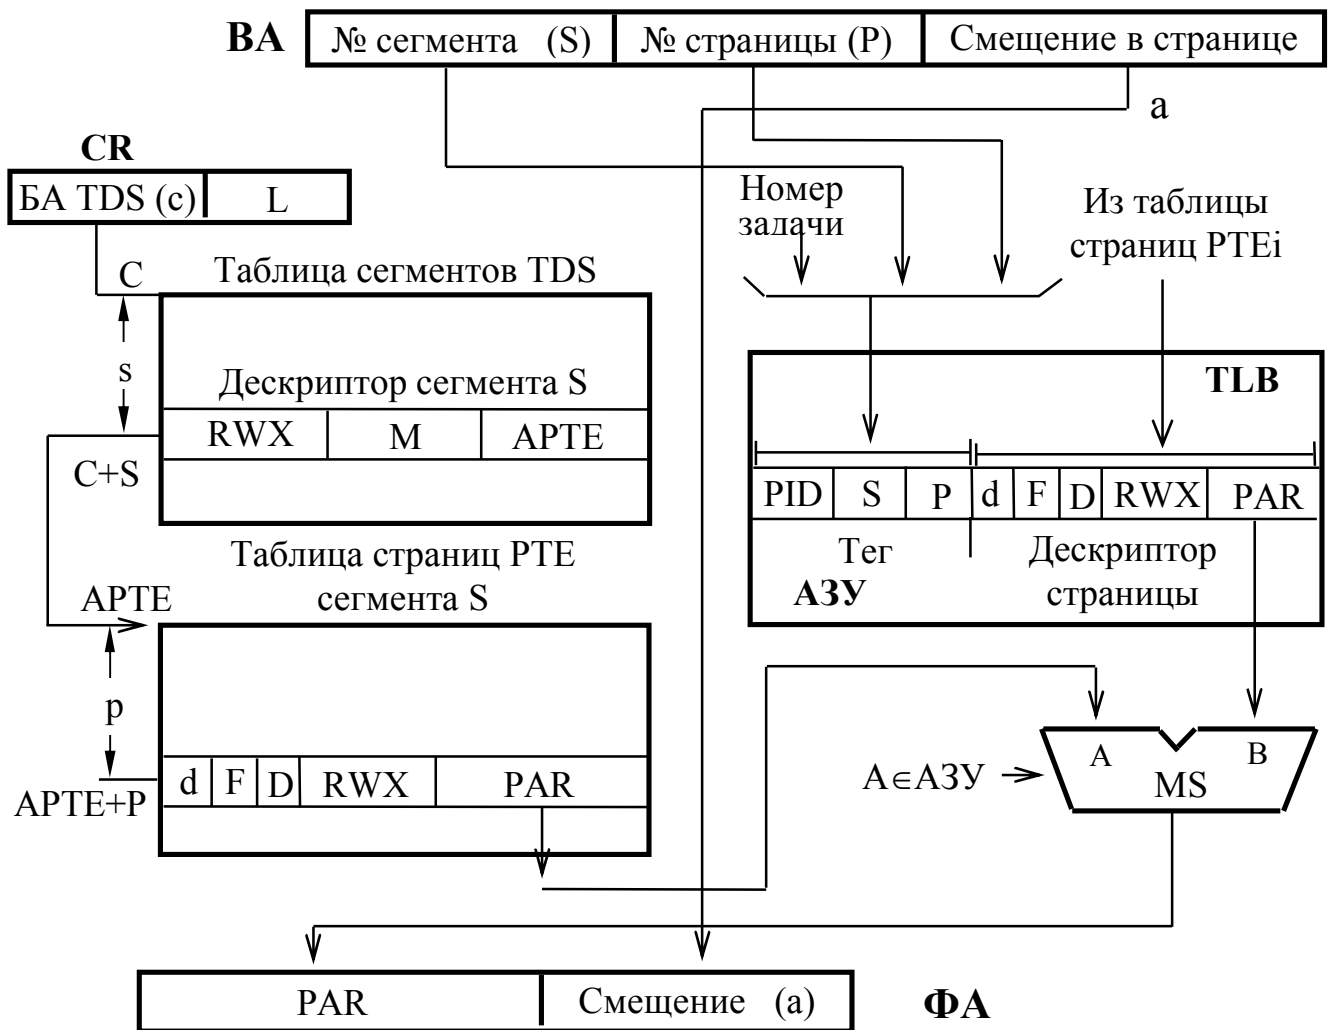 ВА № сегмента (S) № страницы (P) Смещение в странице
a
CR
БА TDS (c) L
Номер
задачи
Из таблицы
страниц PTEi
C Таблица сегментов TDS
s
Дескриптор сегмента S
RWX M APTE
C+S
TLB
PID S P d F D RWX PAR
Тег
АЗУ
Дескриптор
страницы
Таблица страниц PTE
сегмента S
APTE
p
d F D RWX PAR
APTE+P
A B
А∈АЗУ MS
PAR Смещение (a) ФА